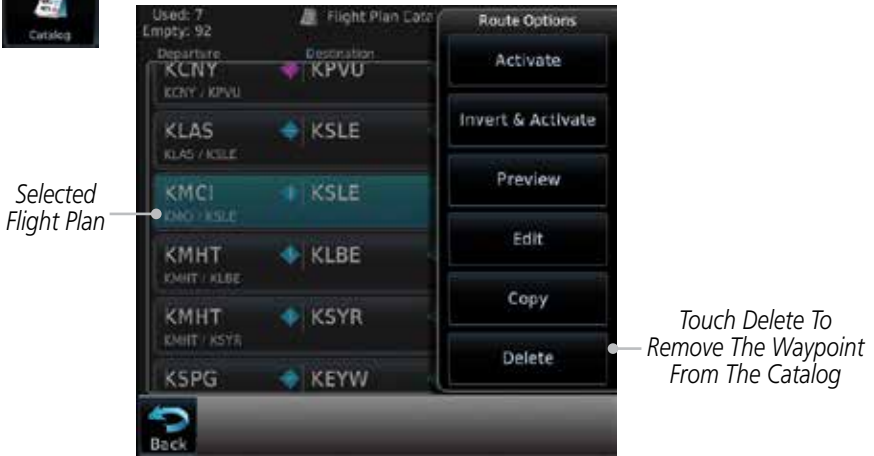 Catalog
Used: 7
Empty: 92
Flight Plan Cata
Route Options
Departure
Destination
KCNY
KPVU
KCNY / KPVU
KLAS
KSLE
KLAS / KSLE
KMCI
KSLE
KMCI / KSLE
KMHT
KLBE
KMHT / KLBE
KMHT
KSYR
KMHT / KSYR
KSPG
KEYW
Activate
Invert & Activate
Preview
Edit
Copy
Delete
Back
Selected
Flight Plan
Touch Delete To
Remove The Waypoint
From The Catalog